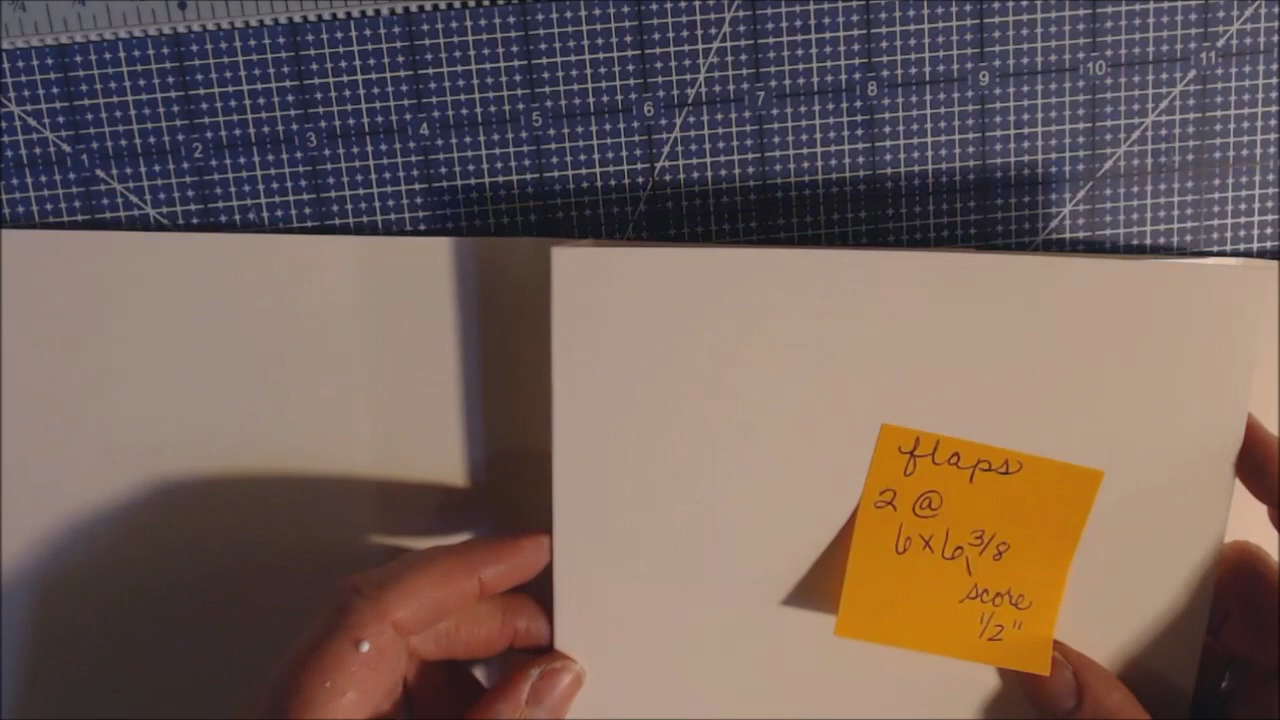 1 2 3 4 5 6 7 8 9 10 11
flaps
2 @
6 x 6 3/8
score
1/2"